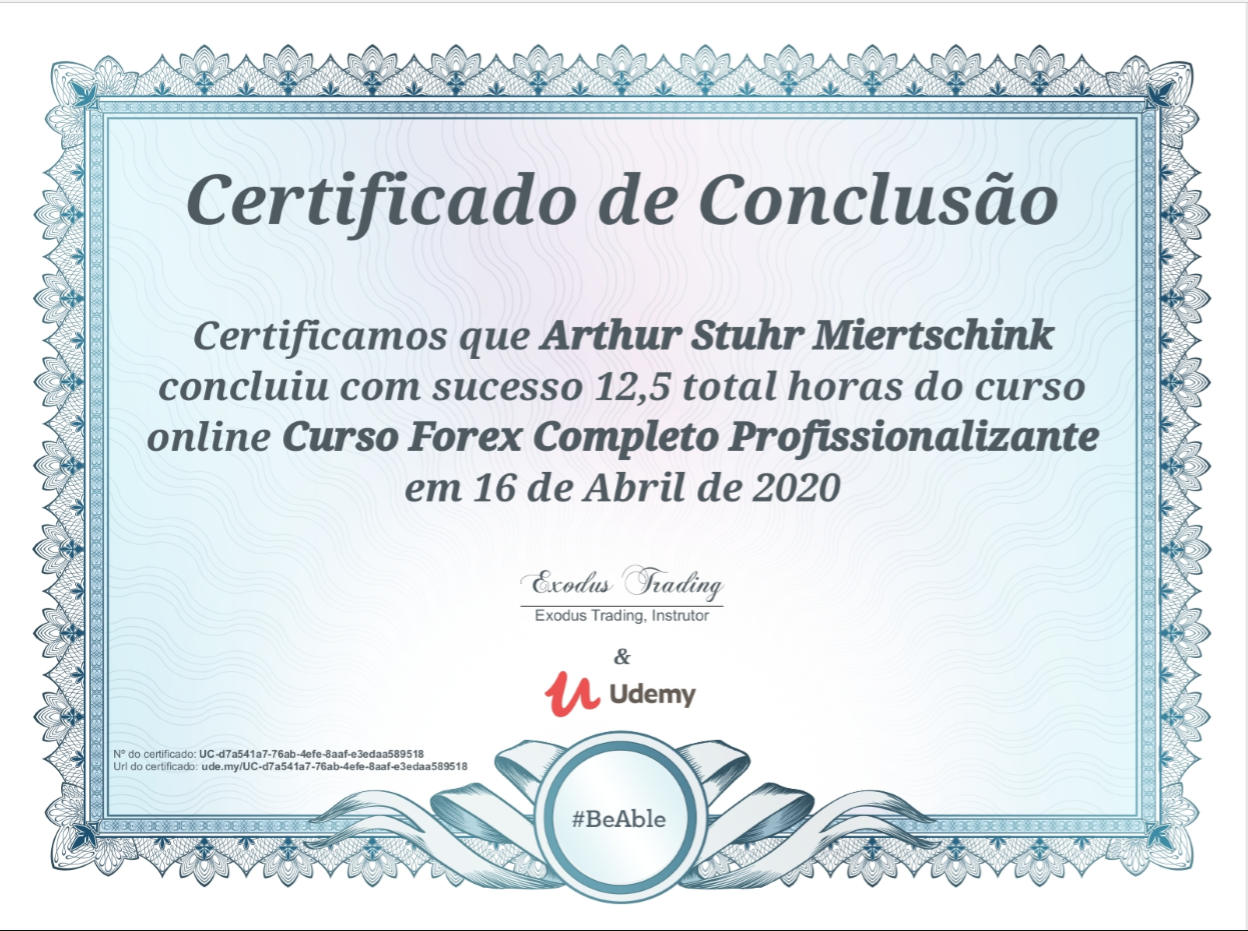 Certificado de Conclusão
Certificamos que Arthur Stuhr Miertschink
concluiu com sucesso 12,5 total horas do curso
online Curso Forex Completo Profissionalizante
em 16 de Abril de 2020
Exodus Trading
Exodus Trading, Instrutor
&
Udemy
Nº do certificado: UC-d7a541a7-76ab-4efe-8aaf-e3edaa589518
Url do certificado: ude.my/UC-d7a541a7-76ab-4efe-8aaf-e3edaa589518
#BeAble